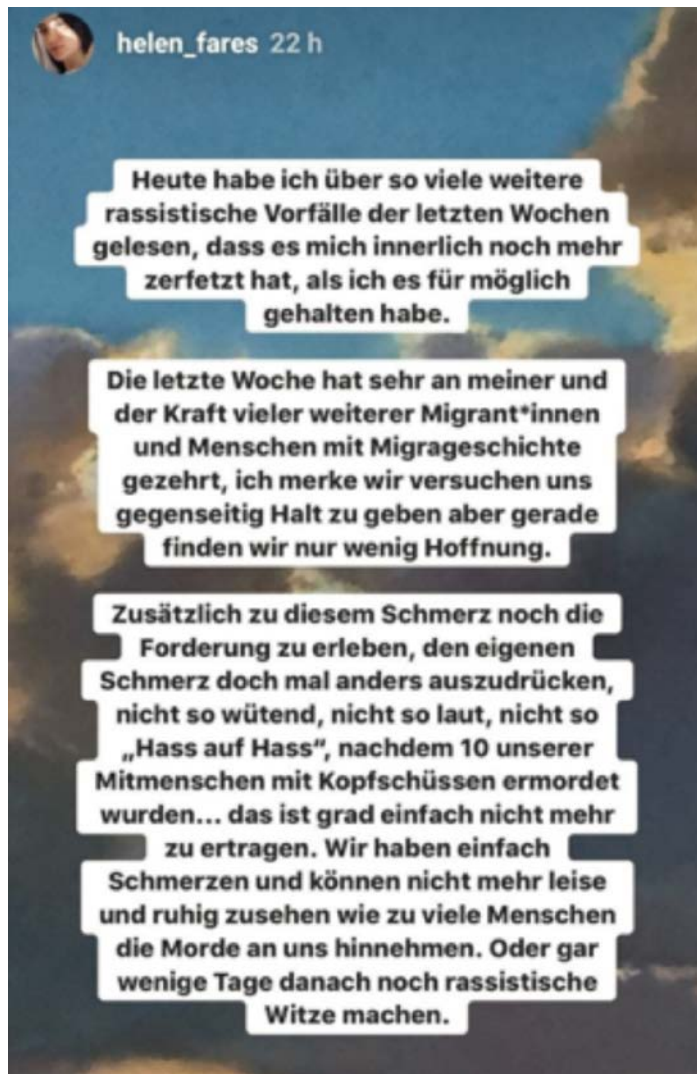 helen_fares 22 h
Heute habe ich über so viele weitere
rassistische Vorfälle der letzten Wochen
gelesen, dass es mich innerlich noch mehr
zerfetzt hat, als ich es für möglich
gehalten habe.
Die letzte Woche hat sehr an meiner und
der Kraft vieler weiterer Migrant*innen
und Menschen mit Migrageschichte
gezehrt, ich merke wir versuchen uns
gegenseitig Halt zu geben aber gerade
finden wir nur wenig Hoffnung.
Zusätzlich zu diesem Schmerz noch die
Forderung zu erleben, den eigenen
Schmerz doch mal anders auszudrücken,
nicht so wütend, nicht so laut, nicht so
„Hass auf Hass“, nachdem 10 unserer
Mitmenschen mit Kopfschüssen ermordet
wurden... das ist grad einfach nicht mehr
zu ertragen. Wir haben einfach
Schmerzen und können nicht mehr leise
und ruhig zusehen wie zu viele Menschen
die Morde an uns hinnehmen. Oder gar
wenige Tage danach noch rassistische
Witze machen.